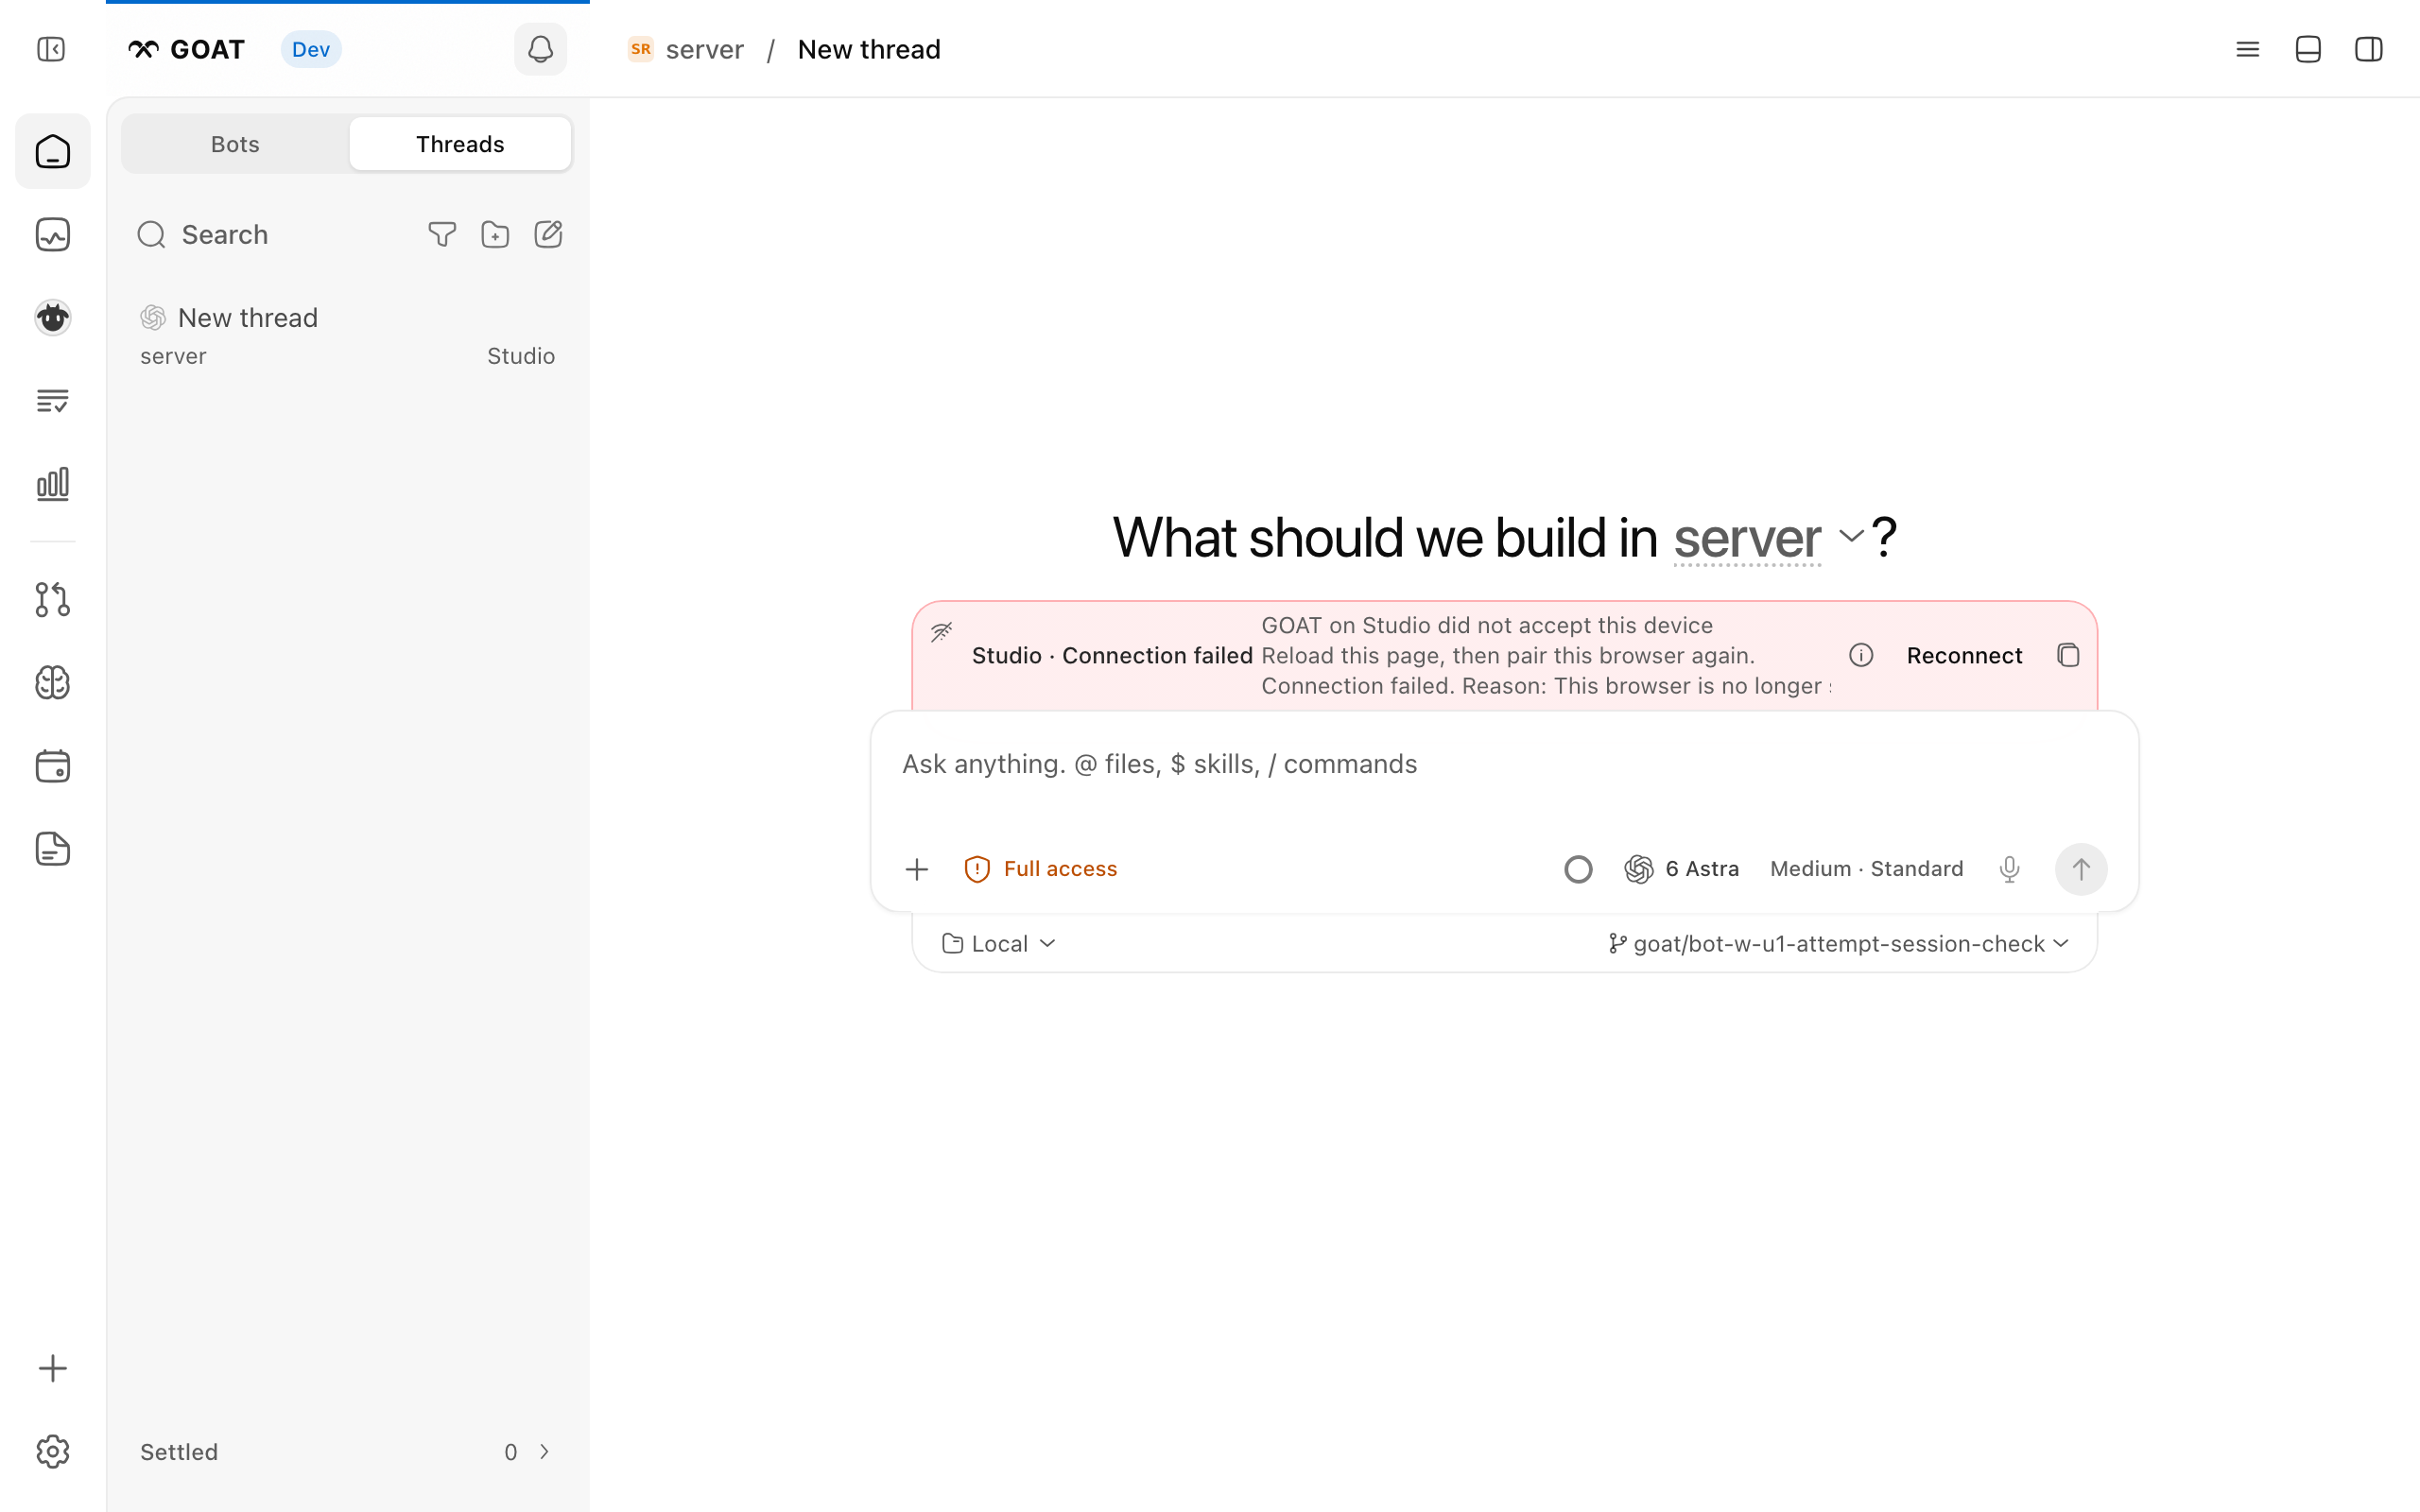 GOAT Dev
SR server / New thread
Bots Threads
Search
New thread
server Studio
What should we build in server ?
GOAT on Studio did not accept this device
Studio · Connection failed Reload this page, then pair this browser again. Reconnect
Connection failed. Reason: This browser is no longer
Ask anything. @ files, $ skills, / commands
Full access 6 Astra Medium · Standard
Local goat/bot-w-u1-attempt-session-check
Settled 0